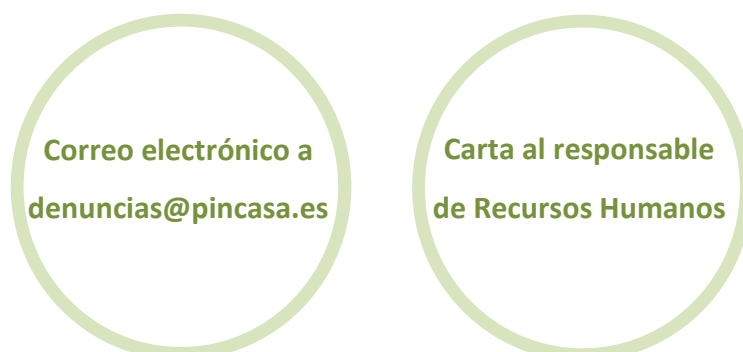 Correo electrónico a
denuncias@pincasa.es
Carta al responsable
de Recursos Humanos